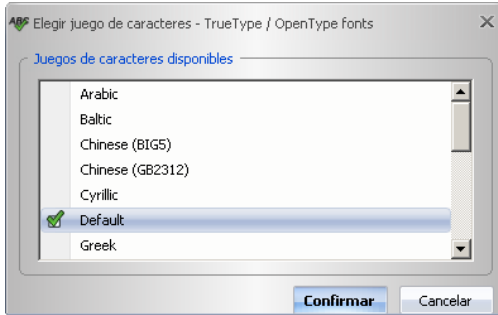 ABC Elegir juego de caracteres - TrueType / OpenType fonts
Juegos de caracteres disponibles
Arabic
Baltic
Chinese (BIG5)
Chinese (GB2312)
Cyrillic
Default
Greek
Confirmar
Cancelar